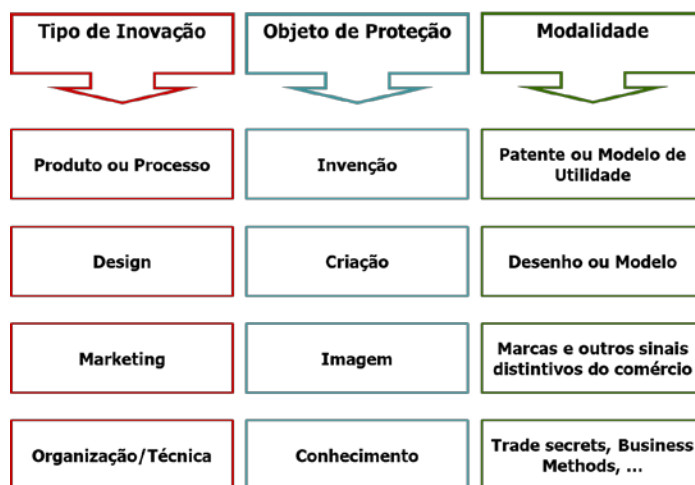 Tipo de Inovação
Objeto de Proteção
Modalidade
Produto ou Processo
Invenção
Patente ou Modelo de
Utilidade
Design
Criação
Desenho ou Modelo
Marketing
Imagem
Marcas e outros sinais
distintivos do comércio
Organização/Técnica
Conhecimento
Trade secrets, Business
Methods, ...